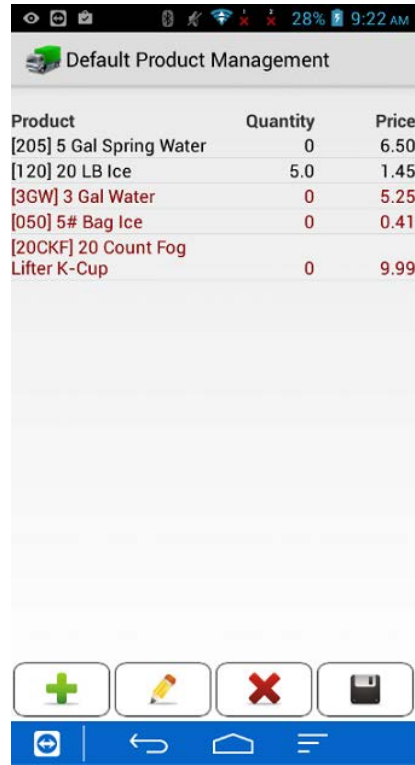 28% 9:22 AM
Default Product Management
Product Quantity Price
[205] 5 Gal Spring Water 0 6.50
[120] 20 LB Ice 5.0 1.45
[3GW] 3 Gal Water 0 5.25
[050] 5# Bag Ice 0 0.41
[20CKF] 20 Count Fog
Lifter K-Cup 0 9.99